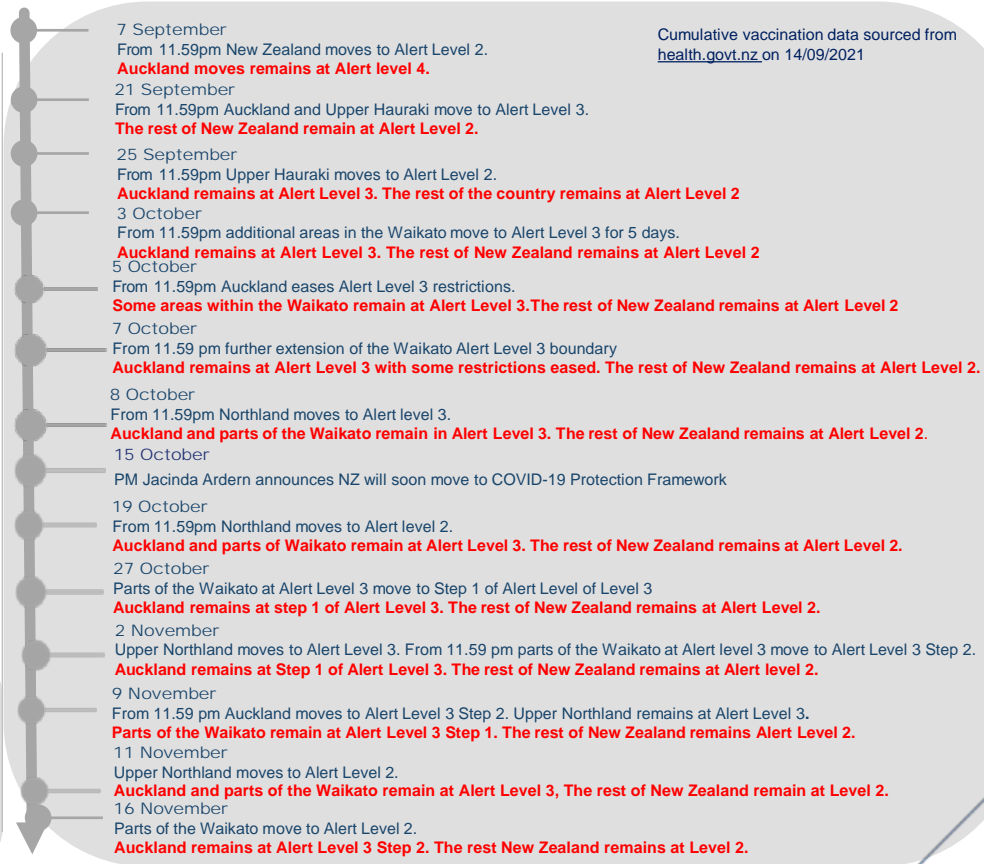 7 September
From 11.59pm New Zealand moves to Alert Level 2.
Auckland moves remains at Alert level 4.
Cumulative vaccination data sourced from
health.govt.nz on 14/09/2021
21 September
From 11.59pm Auckland and Upper Hauraki move to Alert Level 3.
The rest of New Zealand remain at Alert Level 2.
25 September
From 11.59pm Upper Hauraki moves to Alert Level 2.
Auckland remains at Alert Level 3. The rest of the country remains at Alert Level 2
3 October
From 11.59pm additional areas in the Waikato move to Alert Level 3 for 5 days.
Auckland remains at Alert Level 3. The rest of New Zealand remains at Alert Level 2
5 October
From 11.59pm Auckland eases Alert Level 3 restrictions.
Some areas within the Waikato remain at Alert Level 3.The rest of New Zealand remains at Alert Level 2
7 October
From 11.59 pm further extension of the Waikato Alert Level 3 boundary
Auckland remains at Alert Level 3 with some restrictions eased. The rest of New Zealand remains at Alert Level 2.
8 October
From 11.59pm Northland moves to Alert level 3.
Auckland and parts of the Waikato remain in Alert Level 3. The rest of New Zealand remains at Alert Level 2.
15 October
PM Jacinda Ardern announces NZ will soon move to COVID-19 Protection Framework
19 October
From 11.59pm Northland moves to Alert level 2.
Auckland and parts of Waikato remain at Alert Level 3. The rest of New Zealand remains at Alert Level 2.
27 October
Parts of the Waikato at Alert Level 3 move to Step 1 of Alert Level of Level 3
Auckland remains at step 1 of Alert Level 3. The rest of New Zealand remains at Alert Level 2.
2 November
Upper Northland moves to Alert Level 3. From 11.59 pm parts of the Waikato at Alert level 3 move to Alert Level 3 Step 2.
Auckland remains at Step 1 of Alert Level 3. The rest of New Zealand remains at Alert level 2.
9 November
From 11.59 pm Auckland moves to Alert Level 3 Step 2. Upper Northland remains at Alert Level 3.
Parts of the Waikato remain at Alert Level 3 Step 1. The rest of New Zealand remains Alert Level 2.
11 November
Upper Northland moves to Alert Level 2.
Auckland and parts of the Waikato remain at Alert Level 3, The rest of New Zealand remain at Level 2.
16 November
Parts of the Waikato move to Alert Level 2.
Auckland remains at Alert Level 3 Step 2. The rest New Zealand remains at Level 2.